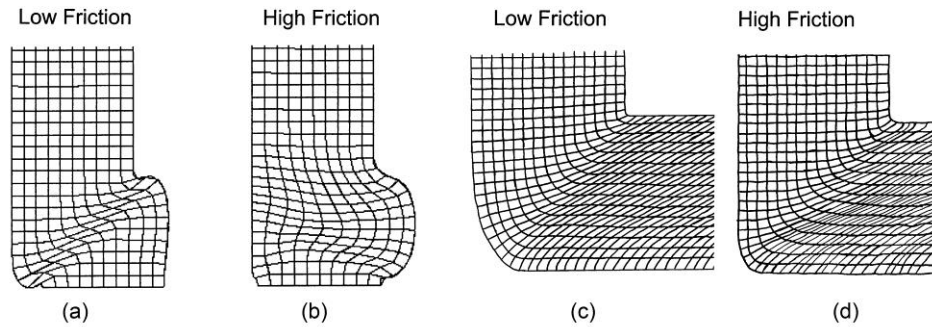 Low Friction
High Friction
Low Friction
High Friction
(a)
(b)
(c)
(d)